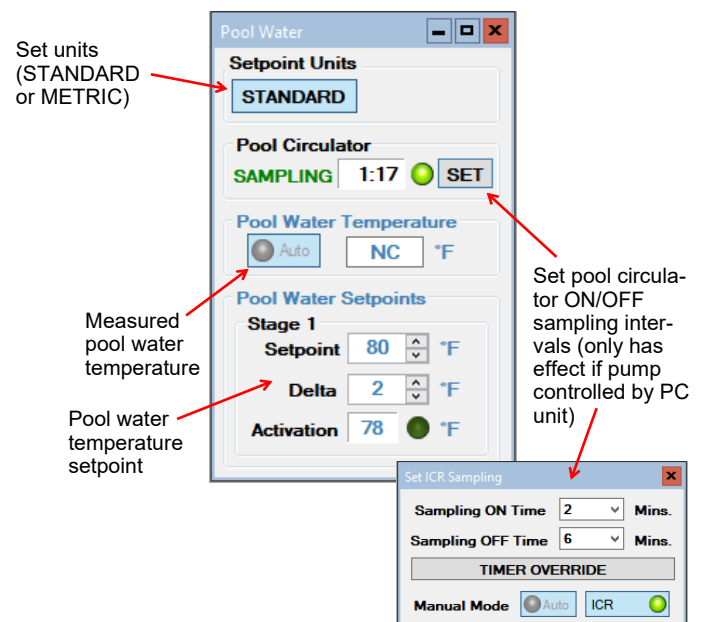 Set units
(STANDARD
or METRIC)
Pool Water
Setpoint Units
STANDARD
Pool Circulator
SAMPLING 1:17 SET
Pool Water Temperature
Auto NC °F
Pool Water Setpoints
Stage 1
Setpoint 80 °F
Delta 2 °F
Activation 78 °F
Measured
pool water
temperature
Pool water
temperature
setpoint
Set pool circula-
tor ON/OFF
sampling inter-
vals (only has
effect if pump
controlled by PC
unit)
Set ICR Sampling
Sampling ON Time 2 Mins.
Sampling OFF Time 6 Mins.
TIMER OVERRIDE
Manual Mode Auto ICR